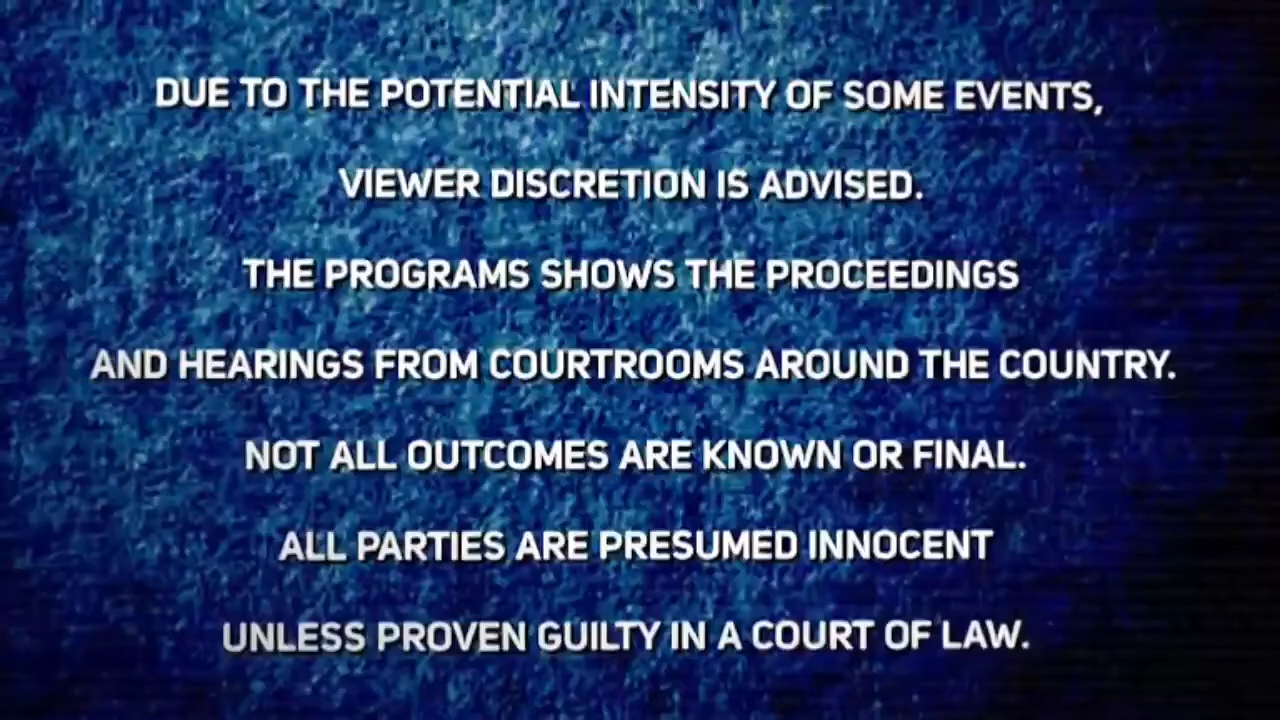 DUE TO THE POTENTIAL INTENSITY OF SOME EVENTS,
VIEWER DISCRETION IS ADVISED.
THE PROGRAMS SHOWS THE PROCEEDINGS
AND HEARINGS FROM COURTROOMS AROUND THE COUNTRY.
NOT ALL OUTCOMES ARE KNOWN OR FINAL.
ALL PARTIES ARE PRESUMED INNOCENT
UNLESS PROVEN GUILTY IN A COURT OF LAW.